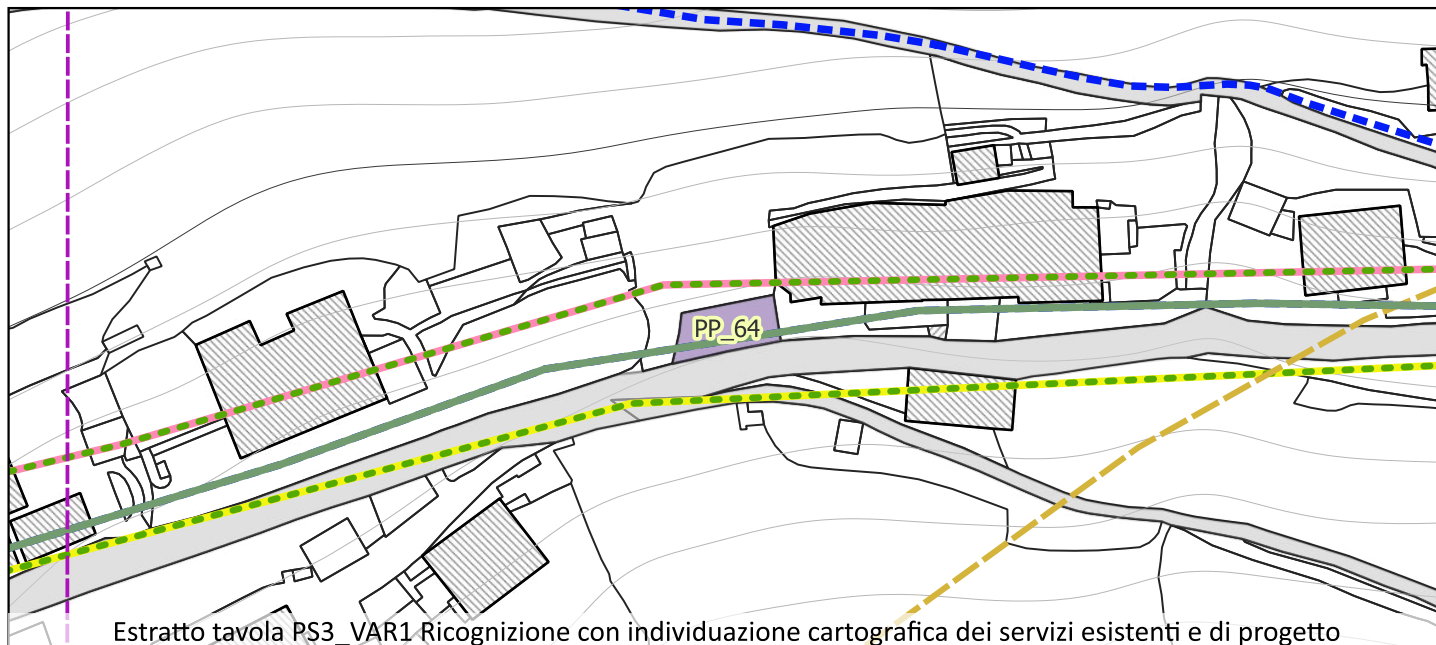 PP_64
Estratto tavola PS3_VAR1 Ricognizione con individuazione cartografica dei servizi esistenti e di progetto